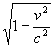 √(1 − v²/c²)